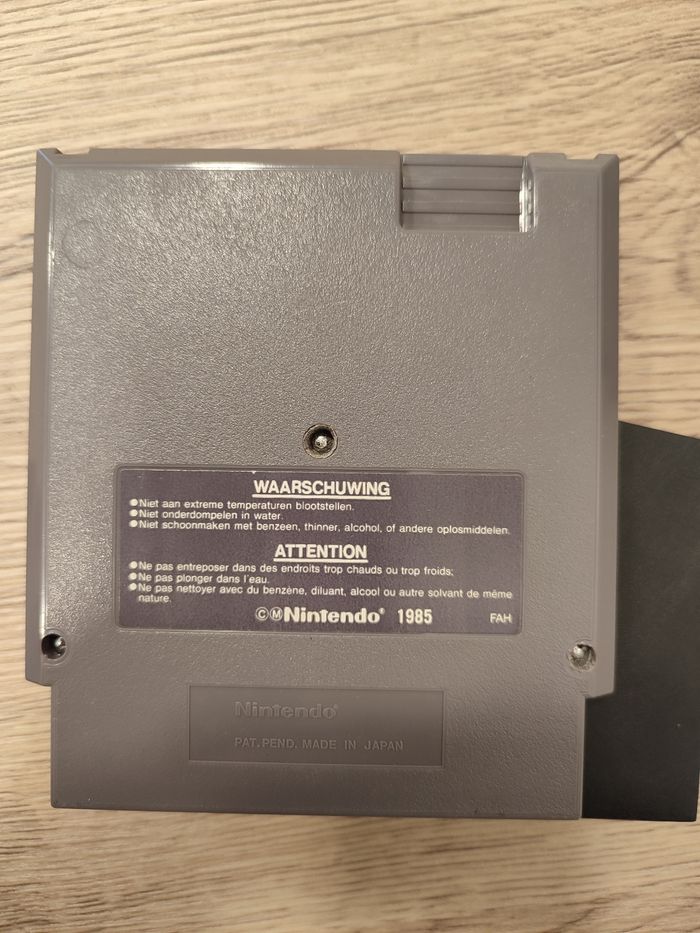 WAARSCHUWING
●Niet aan extreme temperaturen blootstellen.
●Niet onderdompelen in water.
●Niet schoonmaken met benzeen, thinner, alcohol, of andere oplosmiddelen.
ATTENTION
●Ne pas entreposer dans des endroits trop chauds ou trop froids;
●Ne pas plonger dans l'eau.
●Ne pas nettoyer avec du benzène, diluant, alcool ou autre solvant de même
nature.
©Ⓜ Nintendo® 1985 FAH
Nintendo®
PAT. PEND. MADE IN JAPAN